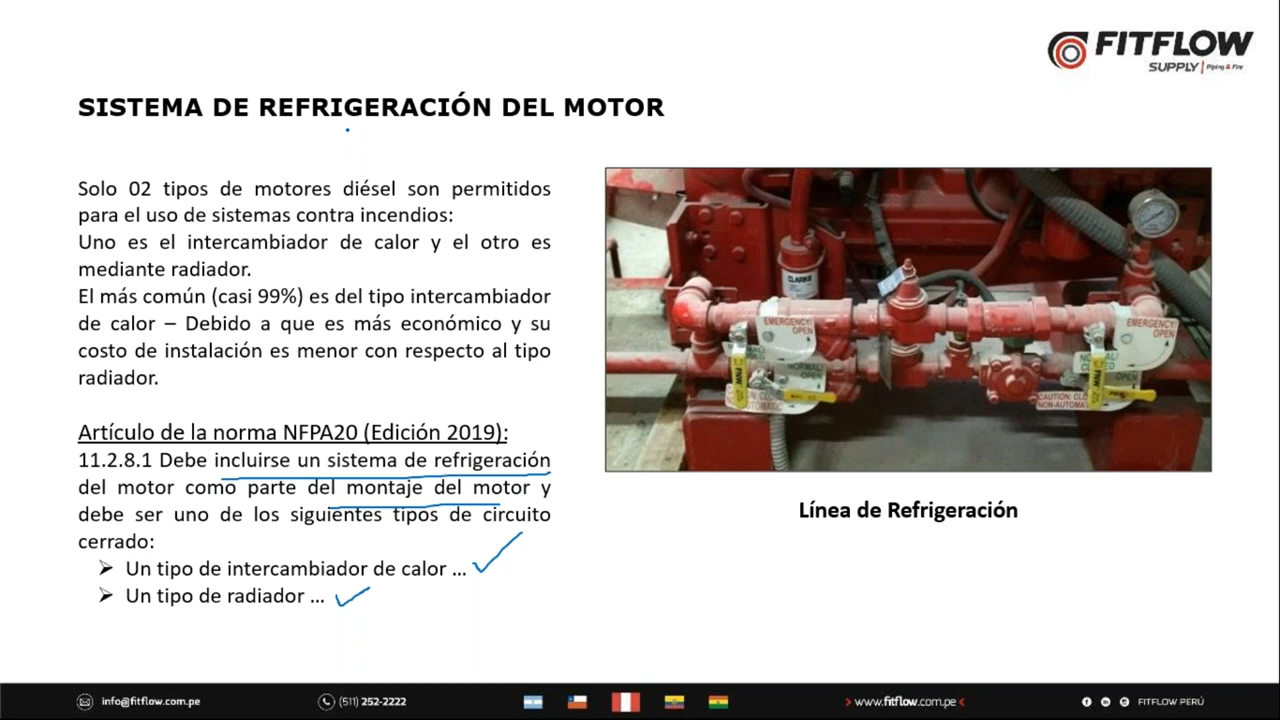 FITFLOW
SUPPLY | Piping & Fire
SISTEMA DE REFRIGERACIÓN DEL MOTOR
Solo 02 tipos de motores diésel son permitidos
para el uso de sistemas contra incendios:
Uno es el intercambiador de calor y el otro es
mediante radiador.
El más común (casi 99%) es del tipo intercambiador
de calor – Debido a que es más económico y su
costo de instalación es menor con respecto al tipo
radiador.
Artículo de la norma NFPA20 (Edición 2019):
11.2.8.1 Debe incluirse un sistema de refrigeración
del motor como parte del montaje del motor y
debe ser uno de los siguientes tipos de circuito
cerrado:
➢ Un tipo de intercambiador de calor ...
➢ Un tipo de radiador ...
CLARKE
EMERGENCY
OPEN
NORMAL
OPEN
EMERGENCY
OPEN
OPEN
CAUTION:
NON-AUTOMA
Línea de Refrigeración
info@fitflow.com.pe
(511) 252-2222
www.fitflow.com.pe
FITFLOW PERÚ